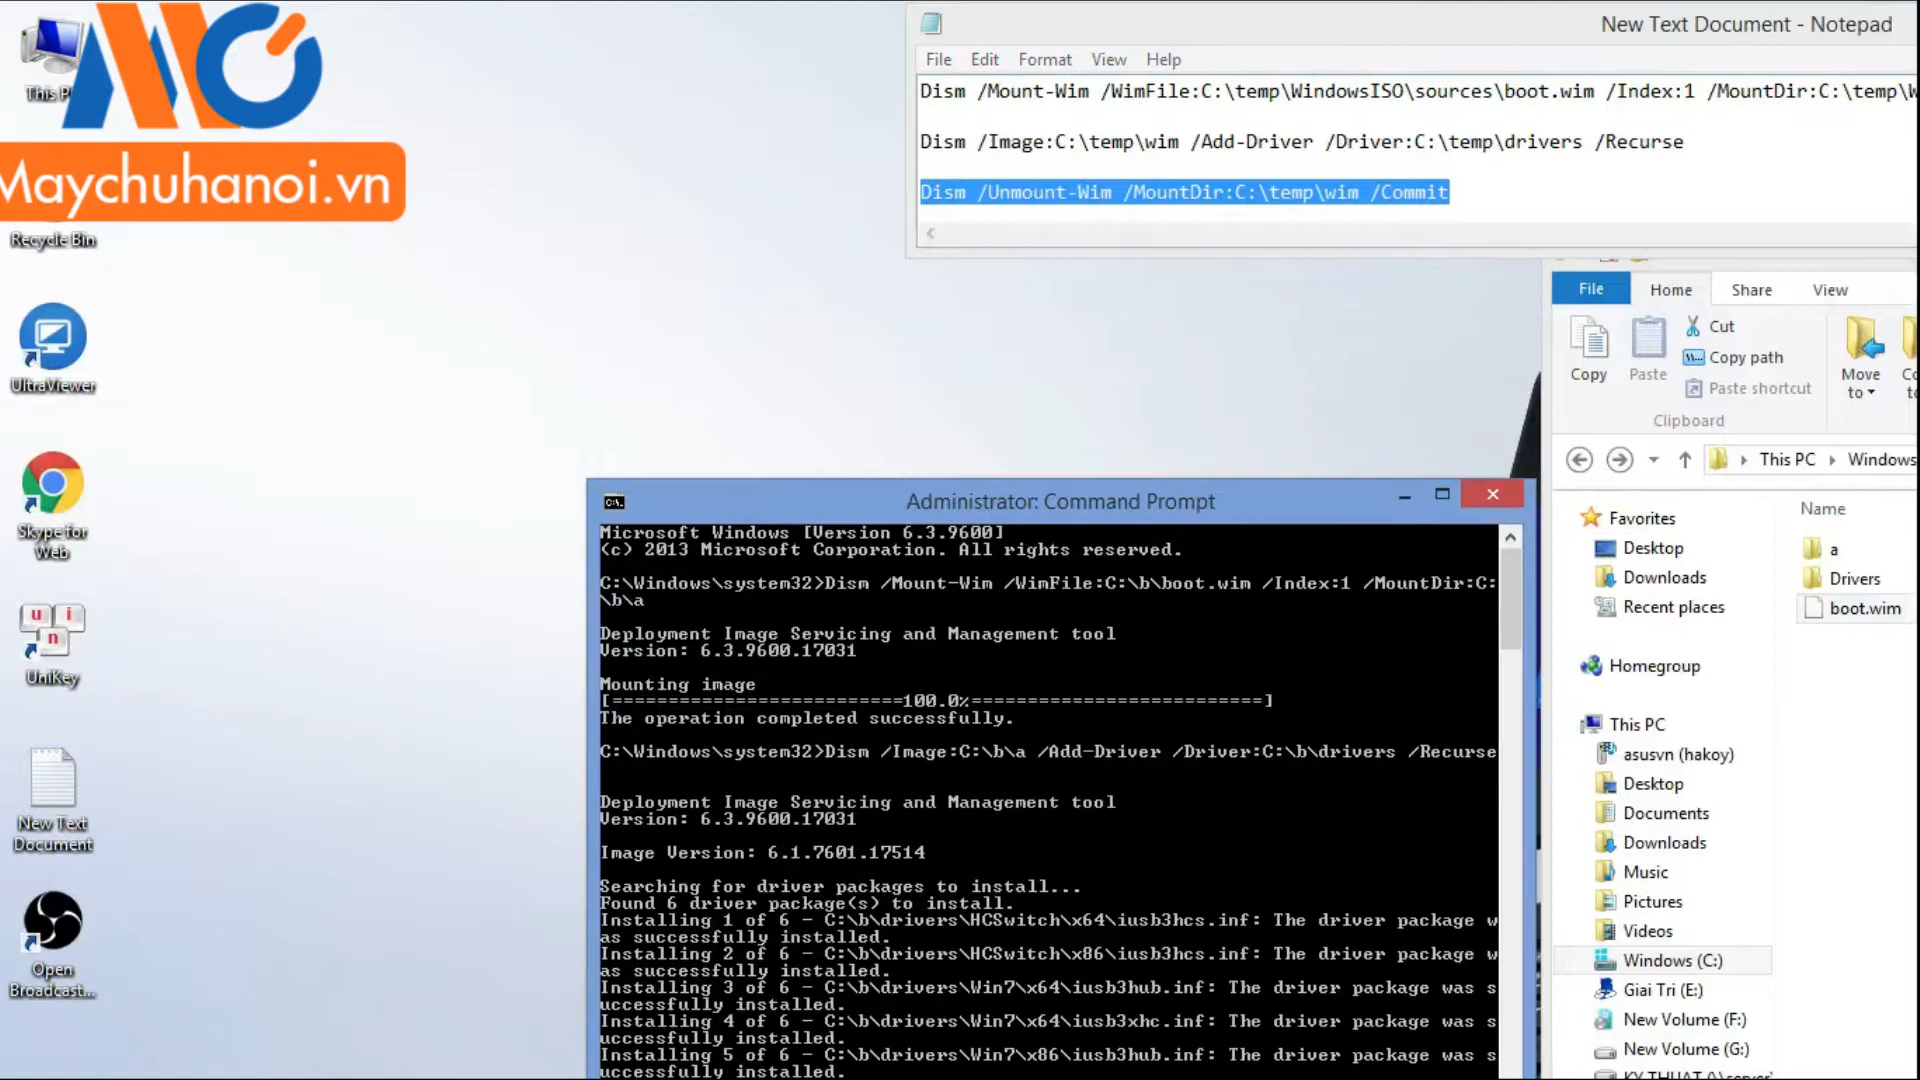 This P
Maychuhanoi.vn
Recycle Bin
UltraViewer
Skype for
Web
u i
n
UniKey
New Text
Document
Open
Broadcast...
New Text Document - Notepad
File Edit Format View Help
Dism /Mount-Wim /WimFile:C:\temp\WindowsISO\sources\boot.wim /Index:1 /MountDir:C:\temp\W
Dism /Image:C:\temp\wim /Add-Driver /Driver:C:\temp\drivers /Recurse
Dism /Unmount-Wim /MountDir:C:\temp\wim /Commit
Administrator: Command Prompt
Microsoft Windows [Version 6.3.9600]
(c) 2013 Microsoft Corporation. All rights reserved.
C:\Windows\system32>Dism /Mount-Wim /WimFile:C:\b\boot.wim /Index:1 /MountDir:C:
\b\a
Deployment Image Servicing and Management tool
Version: 6.3.9600.17031
Mounting image
[==========================100.0%==========================]
The operation completed successfully.
C:\Windows\system32>Dism /Image:C:\b\a /Add-Driver /Driver:C:\b\drivers /Recurse
Deployment Image Servicing and Management tool
Version: 6.3.9600.17031
Image Version: 6.1.7601.17514
Searching for driver packages to install...
Found 6 driver package(s) to install.
Installing 1 of 6 - C:\b\drivers\HCSwitch\x64\iusb3hcs.inf: The driver package w
as successfully installed.
Installing 2 of 6 - C:\b\drivers\HCSwitch\x86\iusb3hcs.inf: The driver package w
as successfully installed.
Installing 3 of 6 - C:\b\drivers\Win7\x64\iusb3hub.inf: The driver package was s
uccessfully installed.
Installing 4 of 6 - C:\b\drivers\Win7\x64\iusb3xhc.inf: The driver package was s
uccessfully installed.
Installing 5 of 6 - C:\b\drivers\Win7\x86\iusb3hub.inf: The driver package was s
uccessfully installed.
File Home Share View
Copy
Paste
Cut
Copy path
Paste shortcut
Move
to
Clipboard
This PC Windows
Name
a
Drivers
boot.wim
Favorites
Desktop
Downloads
Recent places
Homegroup
This PC
asusvn (hakoy)
Desktop
Documents
Downloads
Music
Pictures
Videos
Windows (C:)
Giai Tri (E:)
New Volume (F:)
New Volume (G:)